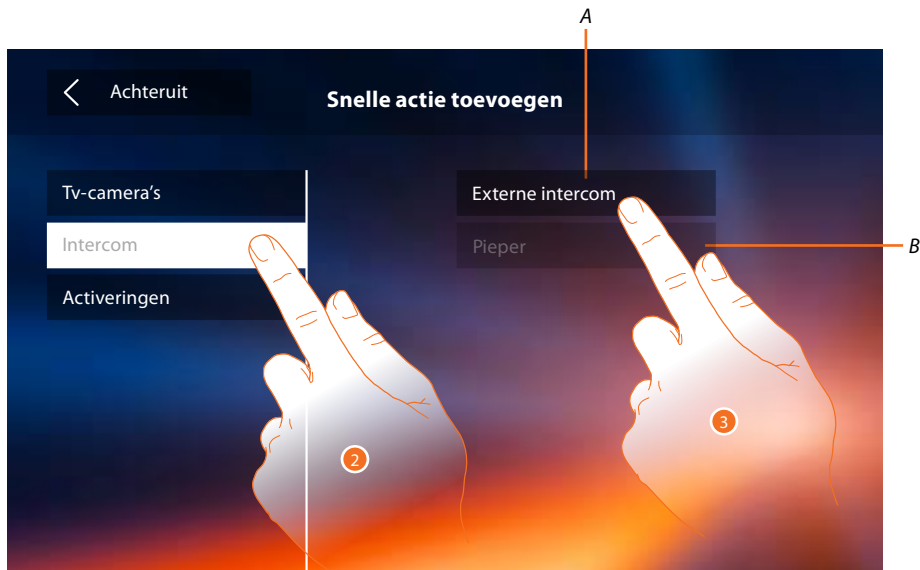 A
Achteruit
Snelle actie toevoegen
Tv-camera's
Externe intercom
Intercom
Pieper
B
Activeringen
3
2